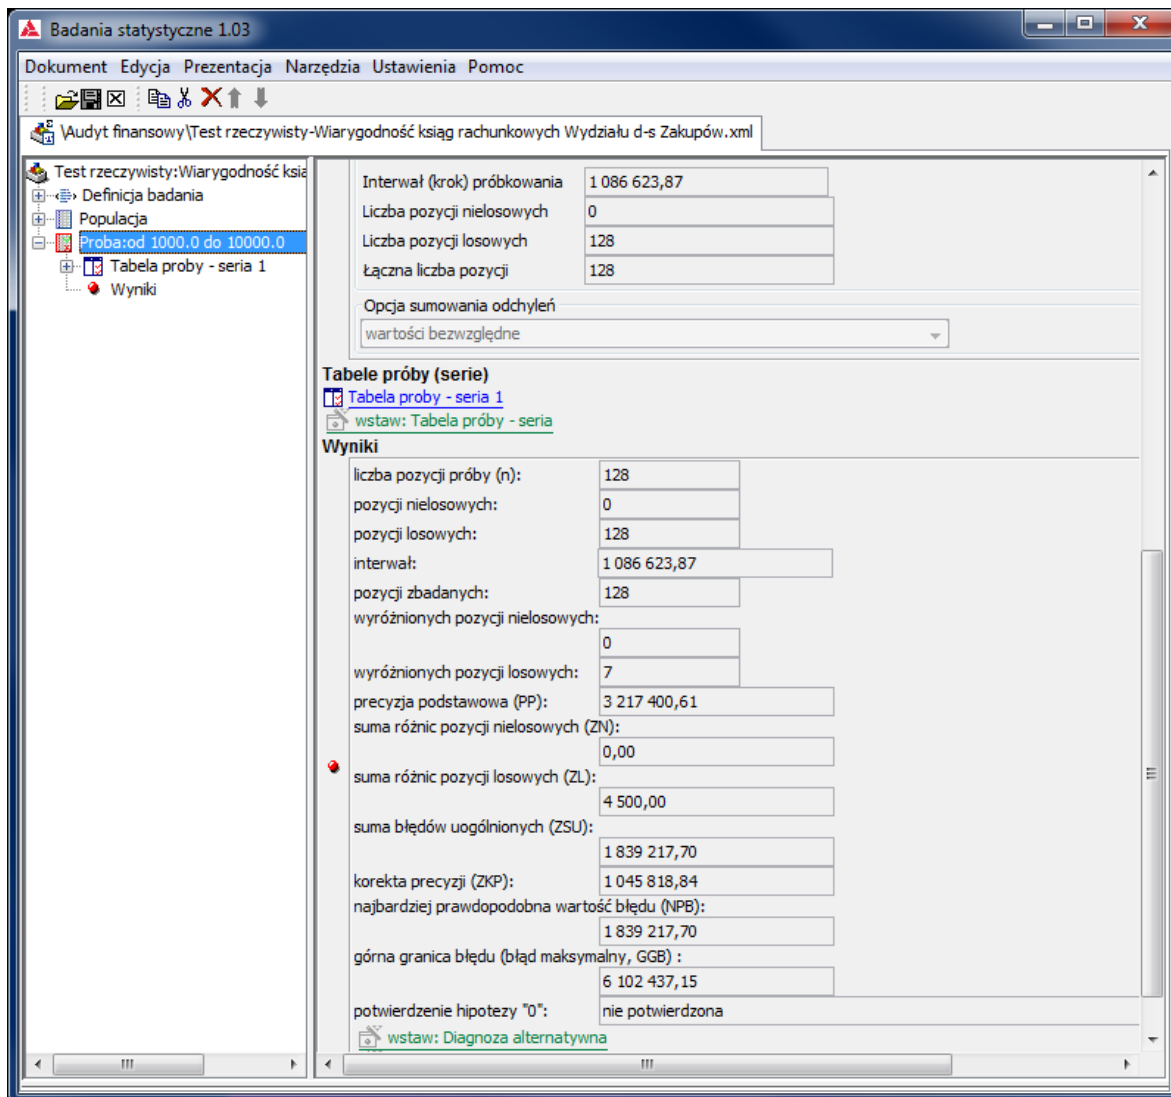 Badania statystyczne 1.03
Dokument Edycja Prezentacja Narzędzia Ustawienia Pomoc
\Audyt finansowy\Test rzeczywisty-Wiarygodność ksiąg rachunkowych Wydziału d-s Zakupów.xml
Test rzeczywisty:Wiarygodność ksia
Definicja badania
Populacja
Proba:od 1000.0 do 10000.0
Tabela proby - seria 1
Wyniki
Interwał (krok) próbkowania 1 086 623,87
Liczba pozycji nielosowych 0
Liczba pozycji losowych 128
Łączna liczba pozycji 128
Opcja sumowania odchyleń
wartości bezwzględne
Tabele próby (serie)
Tabela proby - seria 1
wstaw: Tabela próby - seria
Wyniki
liczba pozycji próby (n): 128
pozycji nielosowych: 0
pozycji losowych: 128
interwał: 1 086 623,87
pozycji zbadanych: 128
wyróżnionych pozycji nielosowych:
0
wyróżnionych pozycji losowych: 7
precyzja podstawowa (PP): 3 217 400,61
suma różnic pozycji nielosowych (ZN):
0,00
suma różnic pozycji losowych (ZL):
4 500,00
suma błędów uogólnionych (ZSU):
1 839 217,70
korekta precyzji (ZKP): 1 045 818,84
najbardziej prawdopodobna wartość błędu (NPB):
1 839 217,70
górna granica błędu (błąd maksymalny, GGB) :
6 102 437,15
potwierdzenie hipotezy "0": nie potwierdzona
wstaw: Diagnoza alternatywna